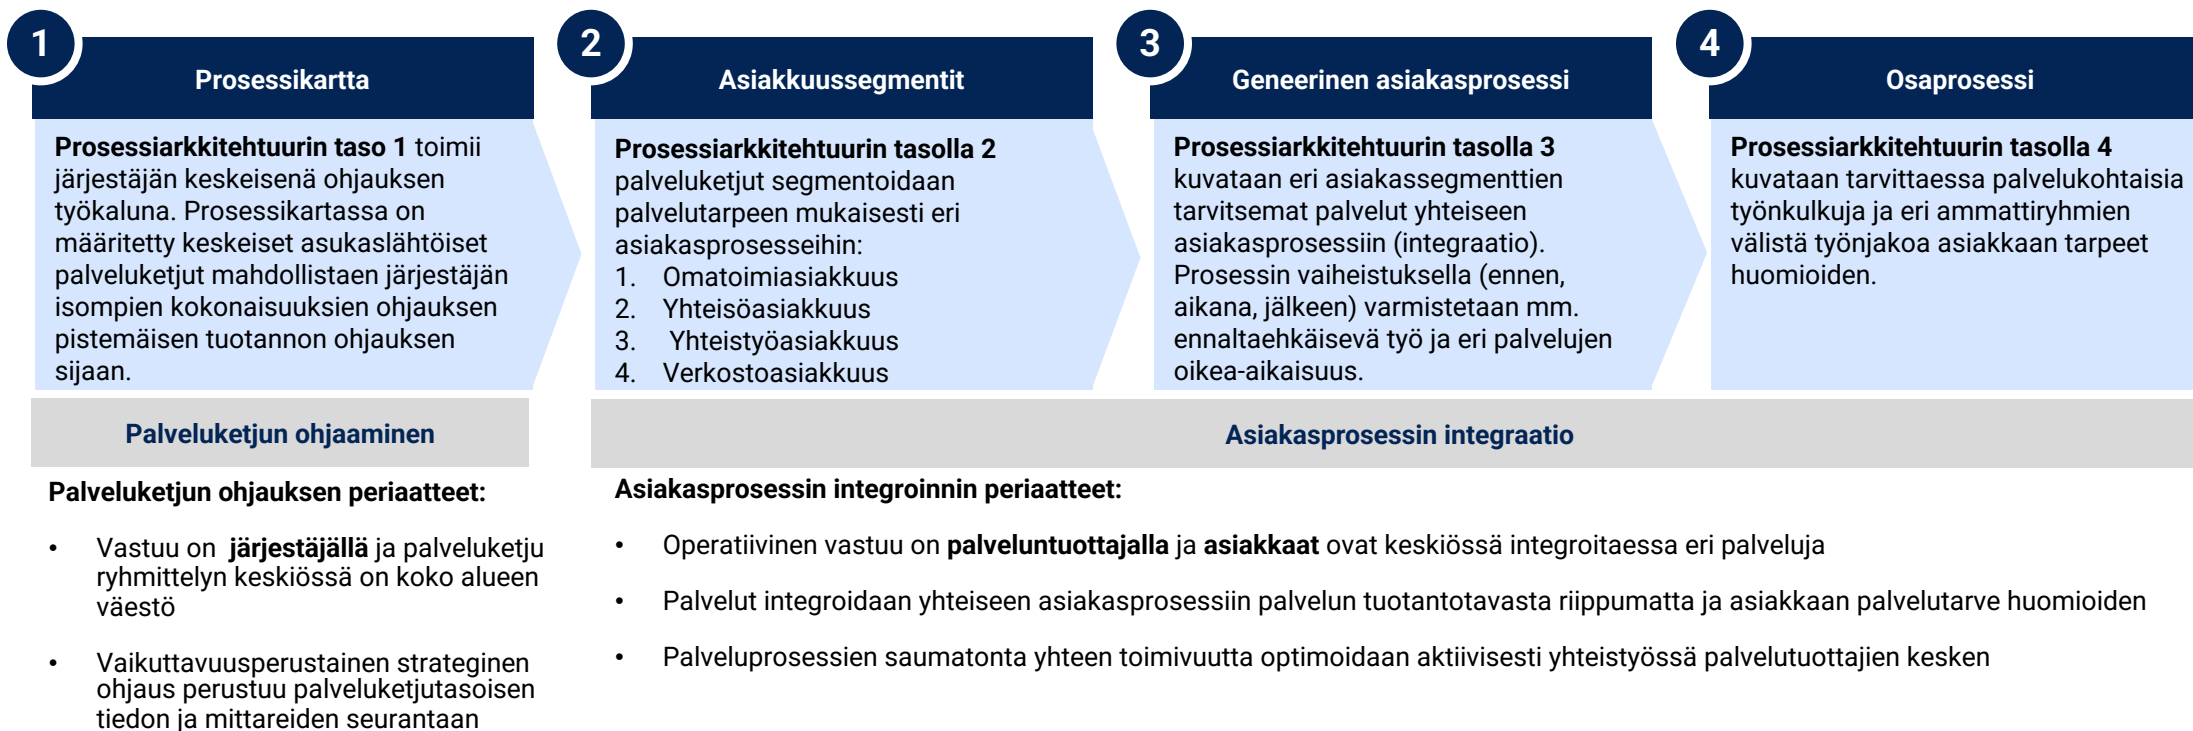 1
Prosessikartta
Prosessiarkkitehtuurin taso 1 toimii
järjestäjän keskeisenä ohjauksen
työkaluna. Prosessikartassa on
määritetty keskeiset asukaslähtöiset
palveluketjut mahdollistaen järjestäjän
isompien kokonaisuuksien ohjauksen
pistemäisen tuotannon ohjauksen
sijaan.
2
Asiakkuussegmentit
Prosessiarkkitehtuurin tasolla 2
palveluketjut segmentoidaan
palvelutarpeen mukaisesti eri
asiakasprosesseihin:
1. Omatoimiasiakkuus
2. Yhteisöasiakkuus
3. Yhteistyöasiakkuus
4. Verkostoasiakkuus
3
Geneerinen asiakasprosessi
Prosessiarkkitehtuurin tasolla 3
kuvataan eri asiakassegmenttien
tarvitsemat palvelut yhteiseen
asiakasprosessiin (integraatio).
Prosessin vaiheistuksella (ennen,
aikana, jälkeen) varmistetaan mm.
ennaltaehkäisevä työ ja eri palvelujen
oikea-aikaisuus.
4
Osaprosessi
Prosessiarkkitehtuurin tasolla 4
kuvataan tarvittaessa palvelukohtaisia
työnkulkuja ja eri ammattiryhmien
välistä työnjakoa asiakkaan tarpeet
huomioiden.
Palveluketjun ohjaaminen
Palveluketjun ohjauksen periaatteet:
• Vastuu on järjestäjällä ja palveluketju
ryhmittelyn keskiössä on koko alueen
väestö
• Vaikuttavuusperustainen strateginen
ohjaus perustuu palveluketjutasoisen
tiedon ja mittareiden seurantaan
Asiakasprosessin integraatio
Asiakasprosessin integroinnin periaatteet:
• Operatiivinen vastuu on palveluntuottajalla ja asiakkaat ovat keskiössä integroitaessa eri palveluja
• Palvelut integroidaan yhteiseen asiakasprosessiin palvelun tuotantotavasta riippumatta ja asiakkaan palvelutarve huomioiden
• Palveluprosessien saumatonta yhteen toimivuutta optimoidaan aktiivisesti yhteistyössä palvelutuottajien kesken